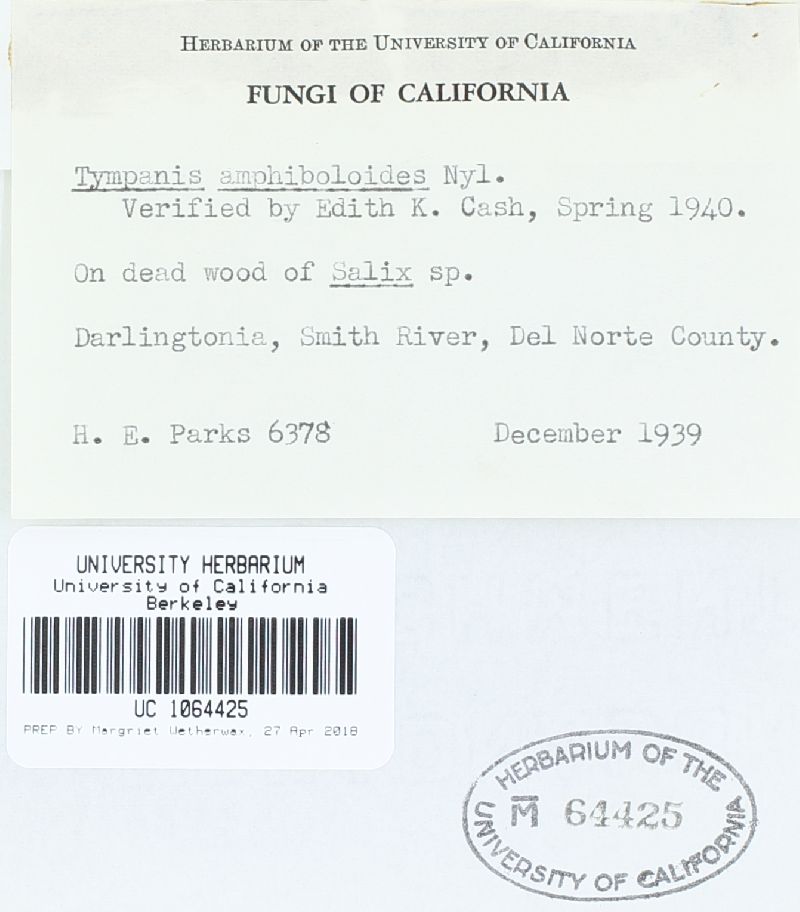 HERBARIUM OF THE UNIVERSITY OF CALIFORNIA
FUNGI OF CALIFORNIA
Tympanis amphiboloides Nyl.
Verified by Edith K. Cash, Spring 1940.
On dead wood of Salix sp.
Darlingtonia, Smith River, Del Norte County.
H. E. Parks 6378 December 1939
UNIVERSITY HERBARIUM
University of California
Berkeley
UC 1064425
PREP BY Margriet Wetherwax, 27 Apr 2018
HERBARIUM OF THE
M̅ 64425
UNIVERSITY OF CALIFORNIA